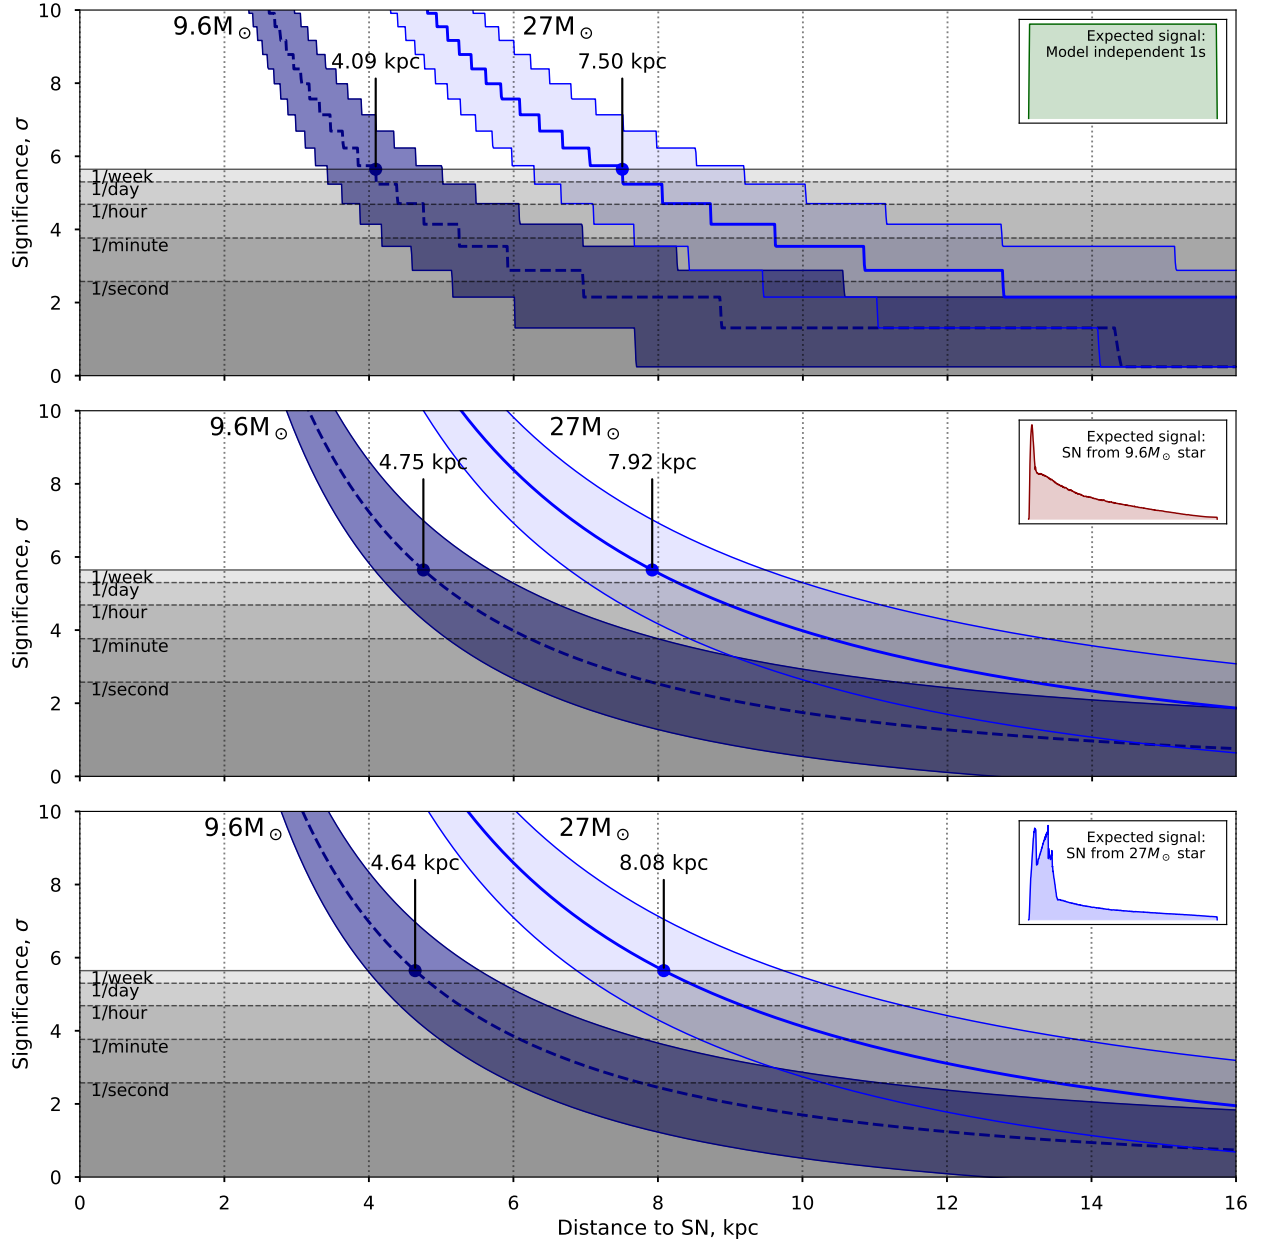 10
9.6M⊙
27M⊙
Expected signal:
Model independent 1s
4.09 kpc
7.50 kpc
8
6
1/week
1/day
1/hour
4
1/minute
1/second
2
0
Significance, σ
10
9.6M⊙
27M⊙
Expected signal:
SN from 9.6M⊙ star
4.75 kpc
7.92 kpc
8
6
1/week
1/day
1/hour
4
1/minute
1/second
2
0
Significance, σ
10
9.6M⊙
27M⊙
Expected signal:
SN from 27M⊙ star
4.64 kpc
8.08 kpc
8
6
1/week
1/day
1/hour
4
1/minute
1/second
2
0
Significance, σ
0 2 4 6 8 10 12 14 16
Distance to SN, kpc